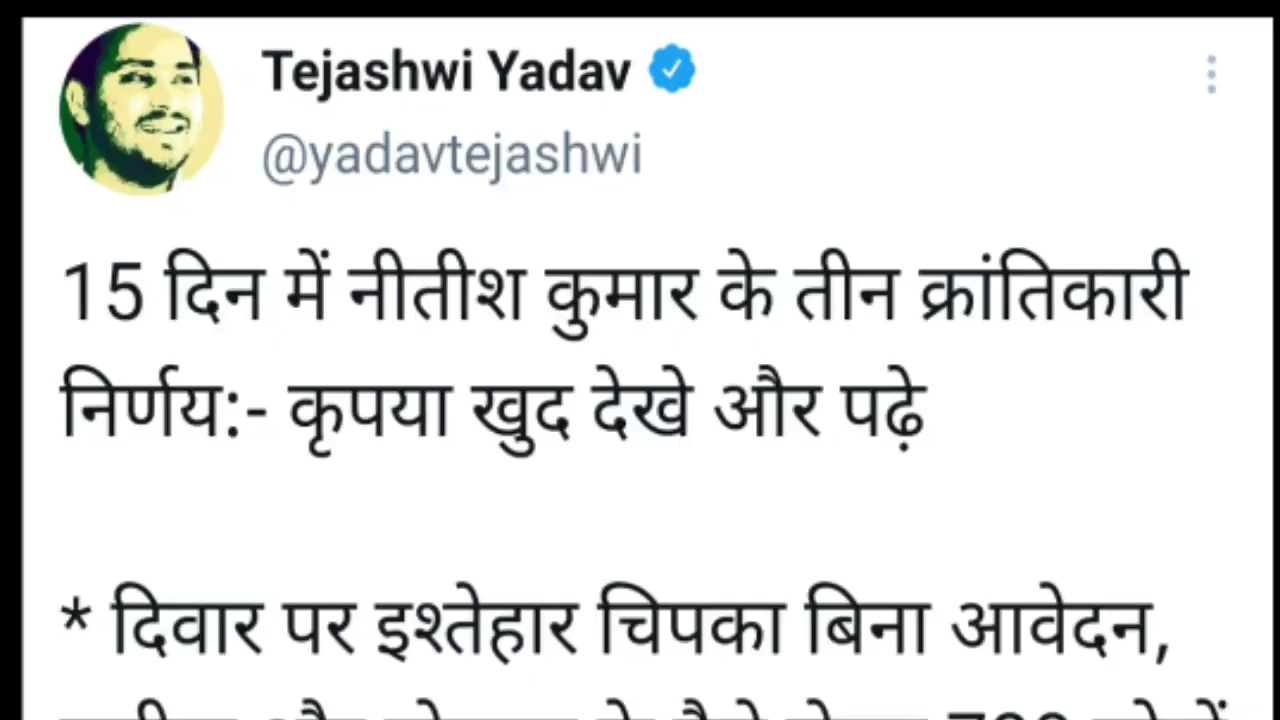 Tejashwi Yadav
@yadavtejashwi
15 दिन में नीतीश कुमार के तीन क्रांतिकारी
निर्णय:- कृपया खुद देखे और पढ़े
* दिवार पर इश्तेहार चिपका बिना आवेदन,